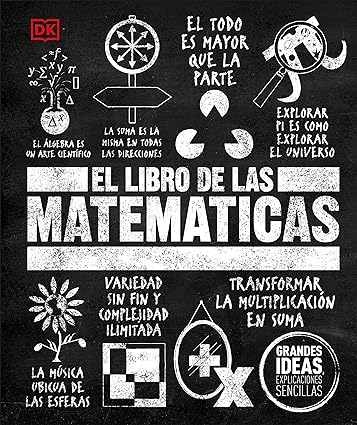 DK
EL TODO
ES MAYOR
QUE LA
PARTE
EL ÁLGEBRA ES
UN ARTE CIENTÍFICO
LA SUMA ES LA
MISMA EN TODAS
LAS DIRECCIONES
EXPLORAR
PI ES COMO
EXPLORAR
EL UNIVERSO
EL LIBRO DE LAS
MATEMÁTICAS
VARIEDAD
SIN FIN Y
COMPLEJIDAD
ILIMITADA
TRANSFORMAR
LA MULTIPLICACIÓN
EN SUMA
LA MÚSICA
UBICUA DE
LAS ESFERAS
+
x
GRANDES
IDEAS,
EXPLICACIONES
SENCILLAS